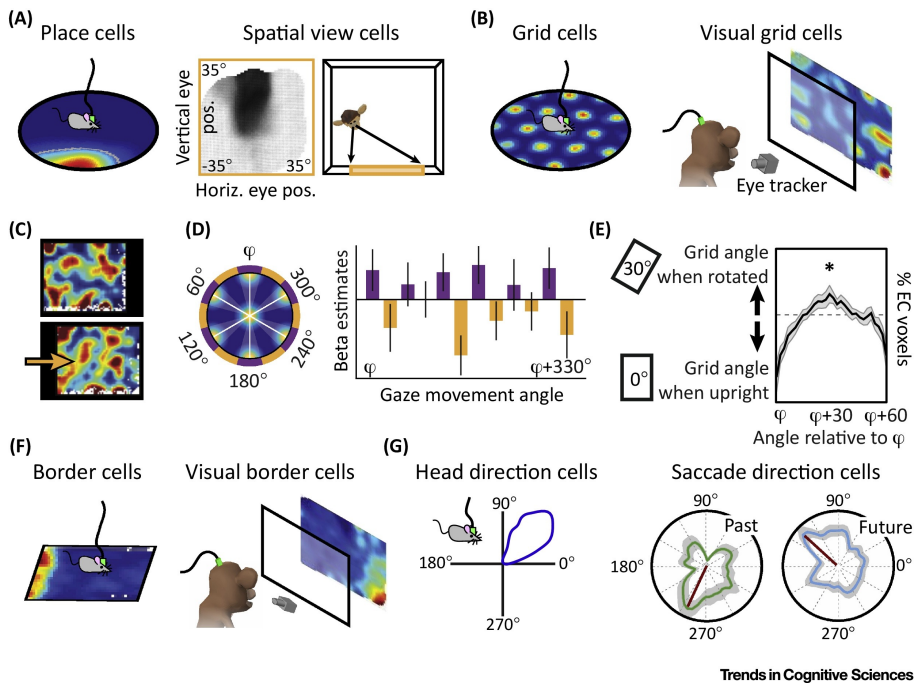 (A)
Place cells
Spatial view cells
Vertical eye
pos.
35°
-35°
35°
Horiz. eye pos.
(B)
Grid cells
Visual grid cells
Eye tracker
(C)
(D)
φ
60°
300°
120°
240°
180°
Beta estimates
φ
φ+330°
Gaze movement angle
(E)
30°
Grid angle
when rotated
0°
Grid angle
when upright
*
% EC voxels
φ
φ+30
φ+60
Angle relative to φ
(F)
Border cells
Visual border cells
(G)
Head direction cells
90°
180°
0°
270°
Saccade direction cells
90°
Past
180°
270°
90°
Future
0°
270°
Trends in Cognitive Sciences